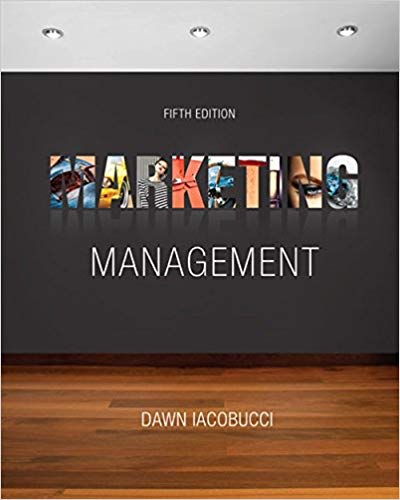 FIFTH EDITION
MARKETING
MANAGEMENT
DAWN IACOBUCCI